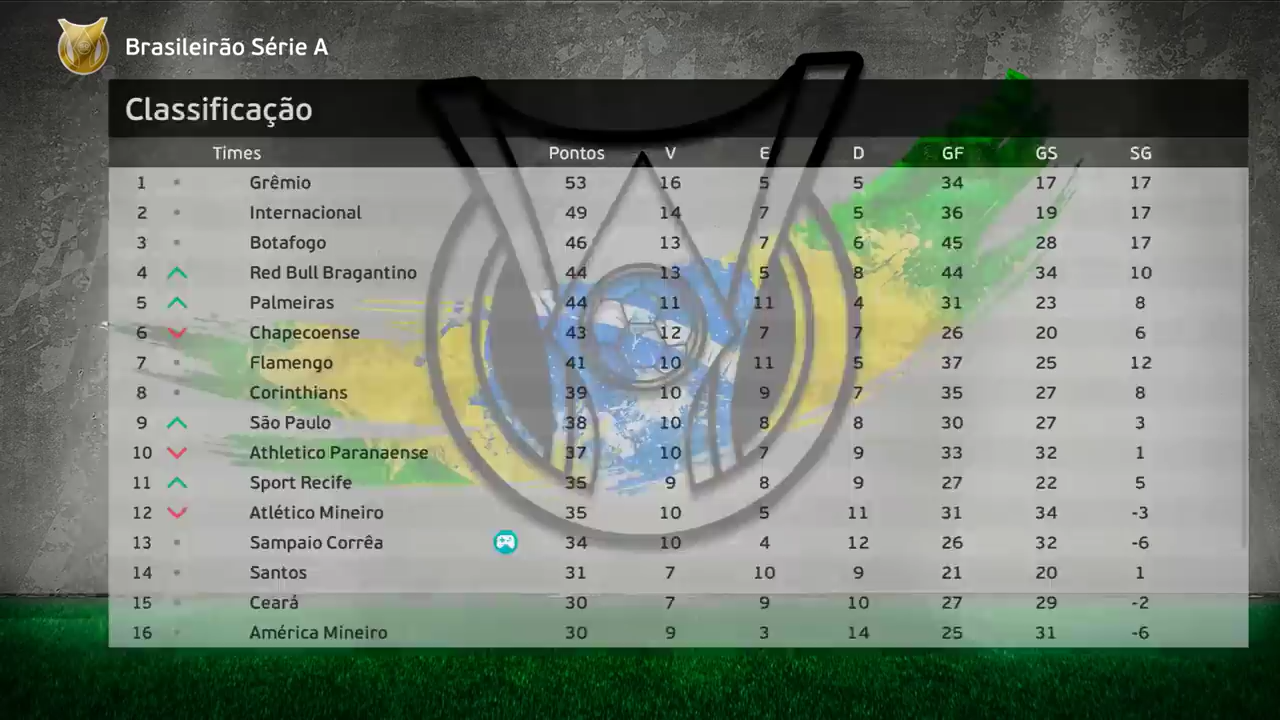 Brasileirão Série A
Classificação
Times Pontos V E D GF GS SG
1 Grêmio 53 16 5 5 34 17 17
2 Internacional 49 14 7 5 36 19 17
3 Botafogo 46 13 7 6 45 28 17
4 Red Bull Bragantino 44 13 5 8 44 34 10
5 Palmeiras 44 11 11 4 31 23 8
6 Chapecoense 43 12 7 7 26 20 6
7 Flamengo 41 10 11 5 37 25 12
8 Corinthians 39 10 9 7 35 27 8
9 São Paulo 38 10 8 8 30 27 3
10 Athletico Paranaense 37 10 7 9 33 32 1
11 Sport Recife 35 9 8 9 27 22 5
12 Atlético Mineiro 35 10 5 11 31 34 -3
13 Sampaio Corrêa 34 10 4 12 26 32 -6
14 Santos 31 7 10 9 21 20 1
15 Ceará 30 7 9 10 27 29 -2
16 América Mineiro 30 9 3 14 25 31 -6